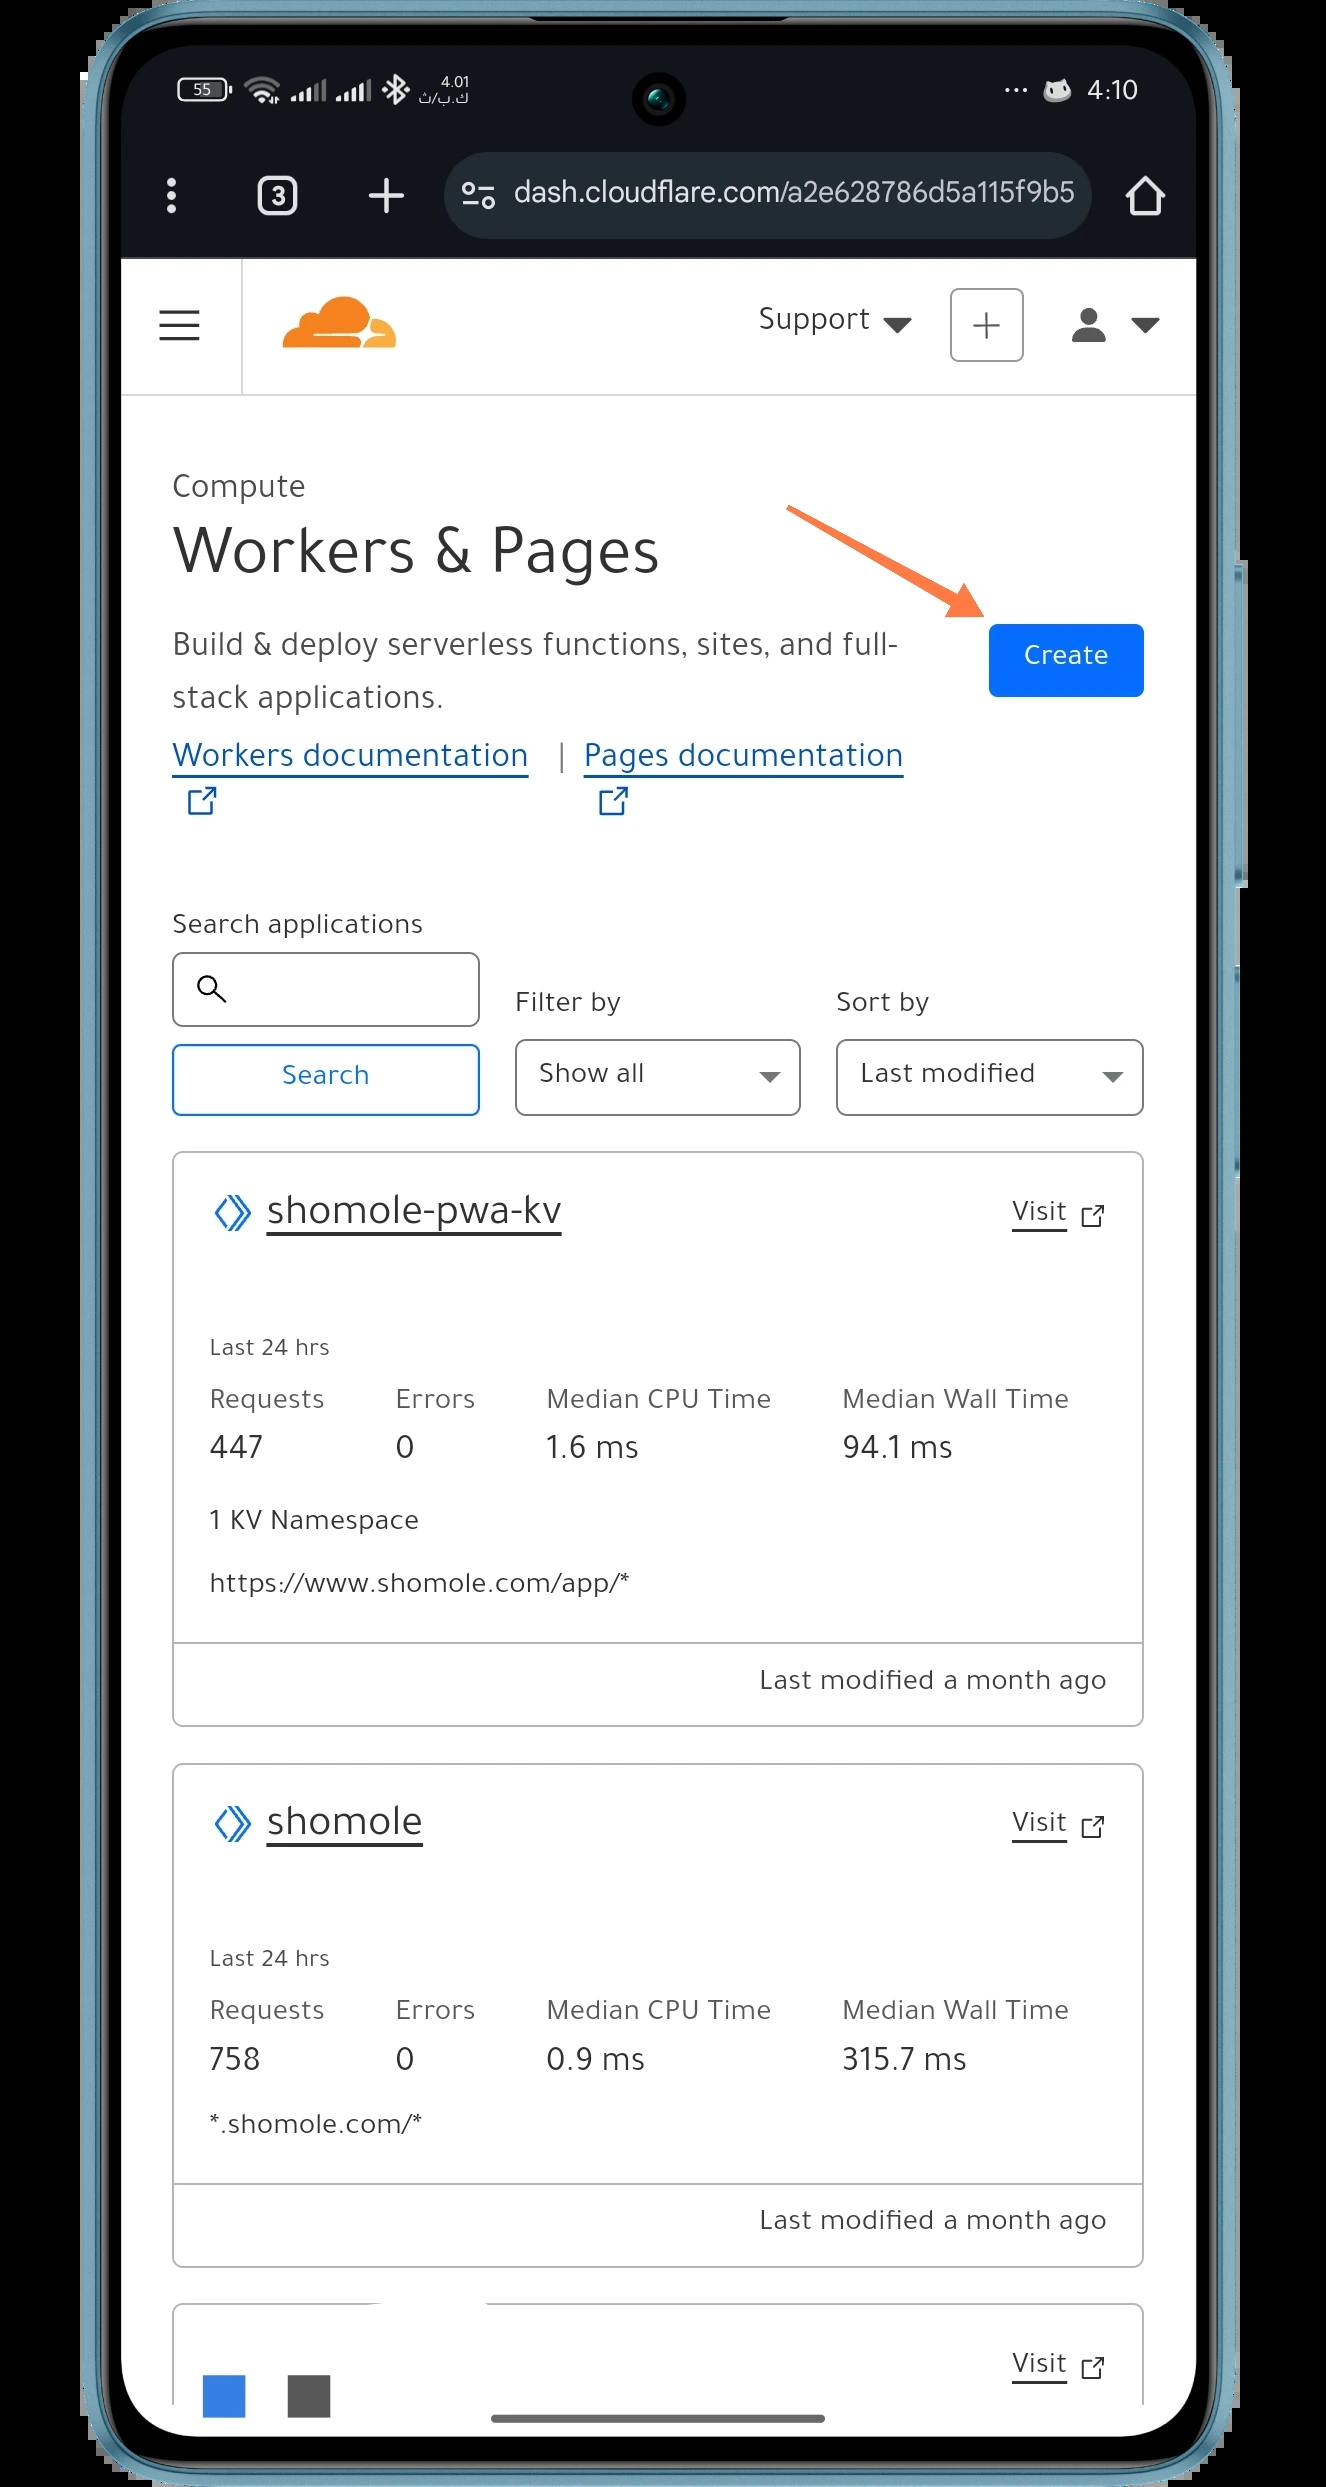 55
4.01
ك.ب/ث
4:10
3
dash.cloudflare.com/a2e628786d5a115f9b5
Support
Compute
Workers & Pages
Build & deploy serverless functions, sites, and full-
stack applications.
Create
Workers documentation | Pages documentation
Search applications
Filter by
Sort by
Search
Show all
Last modified
shomole-pwa-kv
Visit
Last 24 hrs
Requests Errors Median CPU Time Median Wall Time
447 0 1.6 ms 94.1 ms
1 KV Namespace
https://www.shomole.com/app/*
Last modified a month ago
shomole
Visit
Last 24 hrs
Requests Errors Median CPU Time Median Wall Time
758 0 0.9 ms 315.7 ms
*.shomole.com/*
Last modified a month ago
Visit